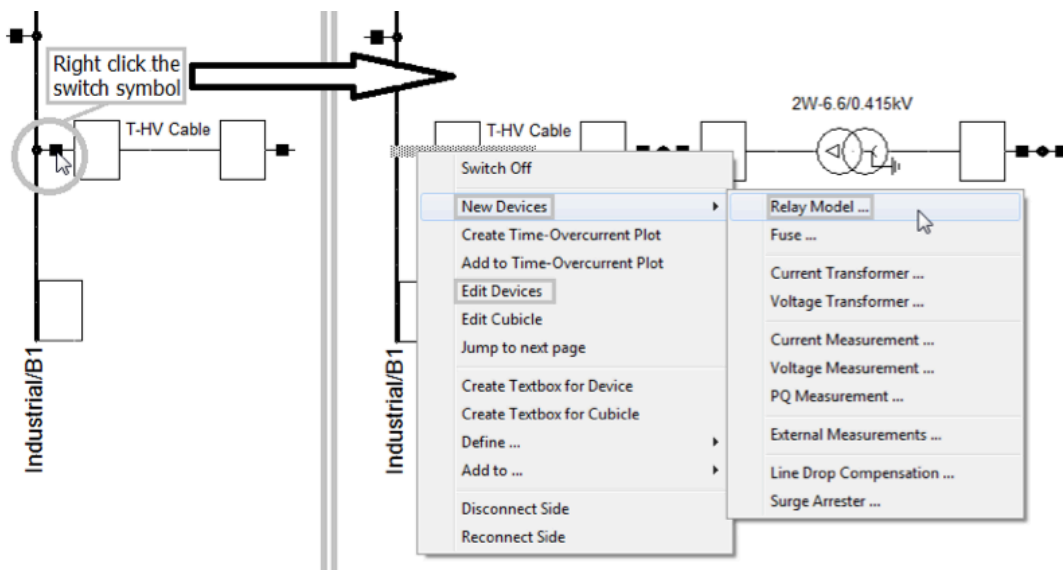 Right click the
switch symbol
T-HV Cable
Industrial/B1
2W-6.6/0.415kV
T-HV Cable
Industrial/B1
Switch Off
New Devices
Create Time-Overcurrent Plot
Add to Time-Overcurrent Plot
Edit Devices
Edit Cubicle
Jump to next page
Create Textbox for Device
Create Textbox for Cubicle
Define ...
Add to ...
Disconnect Side
Reconnect Side
Relay Model ...
Fuse ...
Current Transformer ...
Voltage Transformer ...
Current Measurement ...
Voltage Measurement ...
PQ Measurement ...
External Measurements ...
Line Drop Compensation ...
Surge Arrester ...